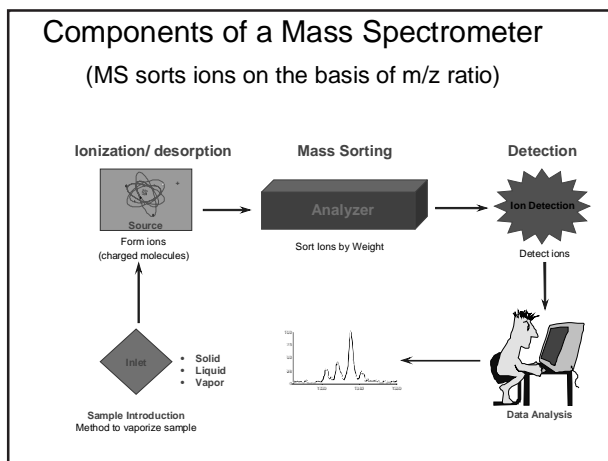 Components of a Mass Spectrometer
(MS sorts ions on the basis of m/z ratio)
Ionization/ desorption
Mass Sorting
Detection
Source
Analyzer
Ion Detection
Form ions
(charged molecules)
Sort Ions by Weight
Detect ions
Inlet
• Solid
• Liquid
• Vapor
Sample Introduction
Method to vaporize sample
Data Analysis